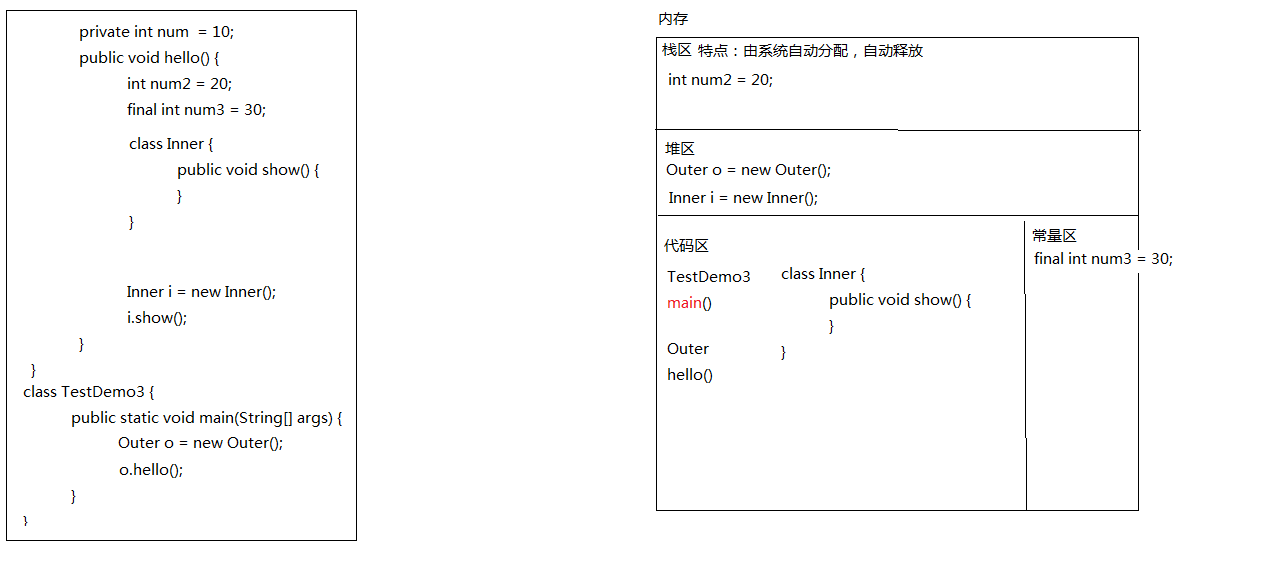 private int num  = 10;
public void hello() {
int num2 = 20;
final int num3 = 30;
class Inner {
public void show() {
}
}
Inner i = new Inner();
i.show();
}
}
class TestDemo3 {
public static void main(String[] args) {
Outer o = new Outer();
o.hello();
}
}
内存
栈区 特点：由系统自动分配，自动释放
int num2 = 20;
堆区
Outer o = new Outer();
Inner i = new Inner();
代码区
TestDemo3
main()
Outer
hello()
class Inner {
public void show() {
}
}
常量区
final int num3 = 30;